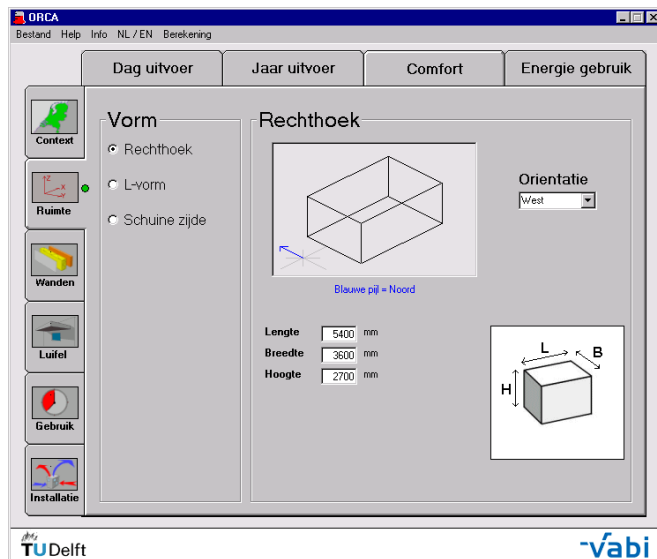 ORCA
Bestand Help Info NL / EN Berekening
Dag uitvoer Jaar uitvoer Comfort Energie gebruik
Context
Ruimte
Wanden
Luifel
Gebruik
Installatie
Vorm
Rechthoek
L-vorm
Schuine zijde
Rechthoek
Z
X
Y
Blauwe pijl = Noord
Orientatie
West
Lengte 5400 mm
Breedte 3600 mm
Hoogte 2700 mm
L
B
H
TU Delft
vabi